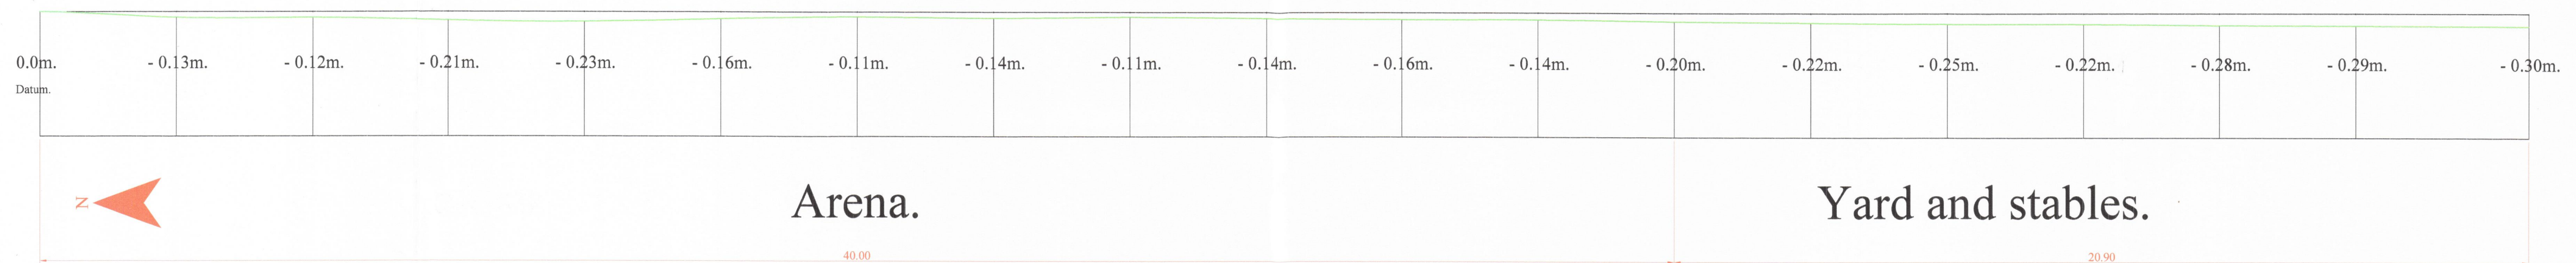 0.0m. - 0.13m. - 0.12m. - 0.21m. - 0.23m. - 0.16m. - 0.11m. - 0.14m. - 0.11m. - 0.14m. - 0.16m. - 0.14m. - 0.20m. - 0.22m. - 0.25m. - 0.22m. - 0.28m. - 0.29m. - 0.30m.
Datum.
N Arena. Yard and stables.
40.00 20.90